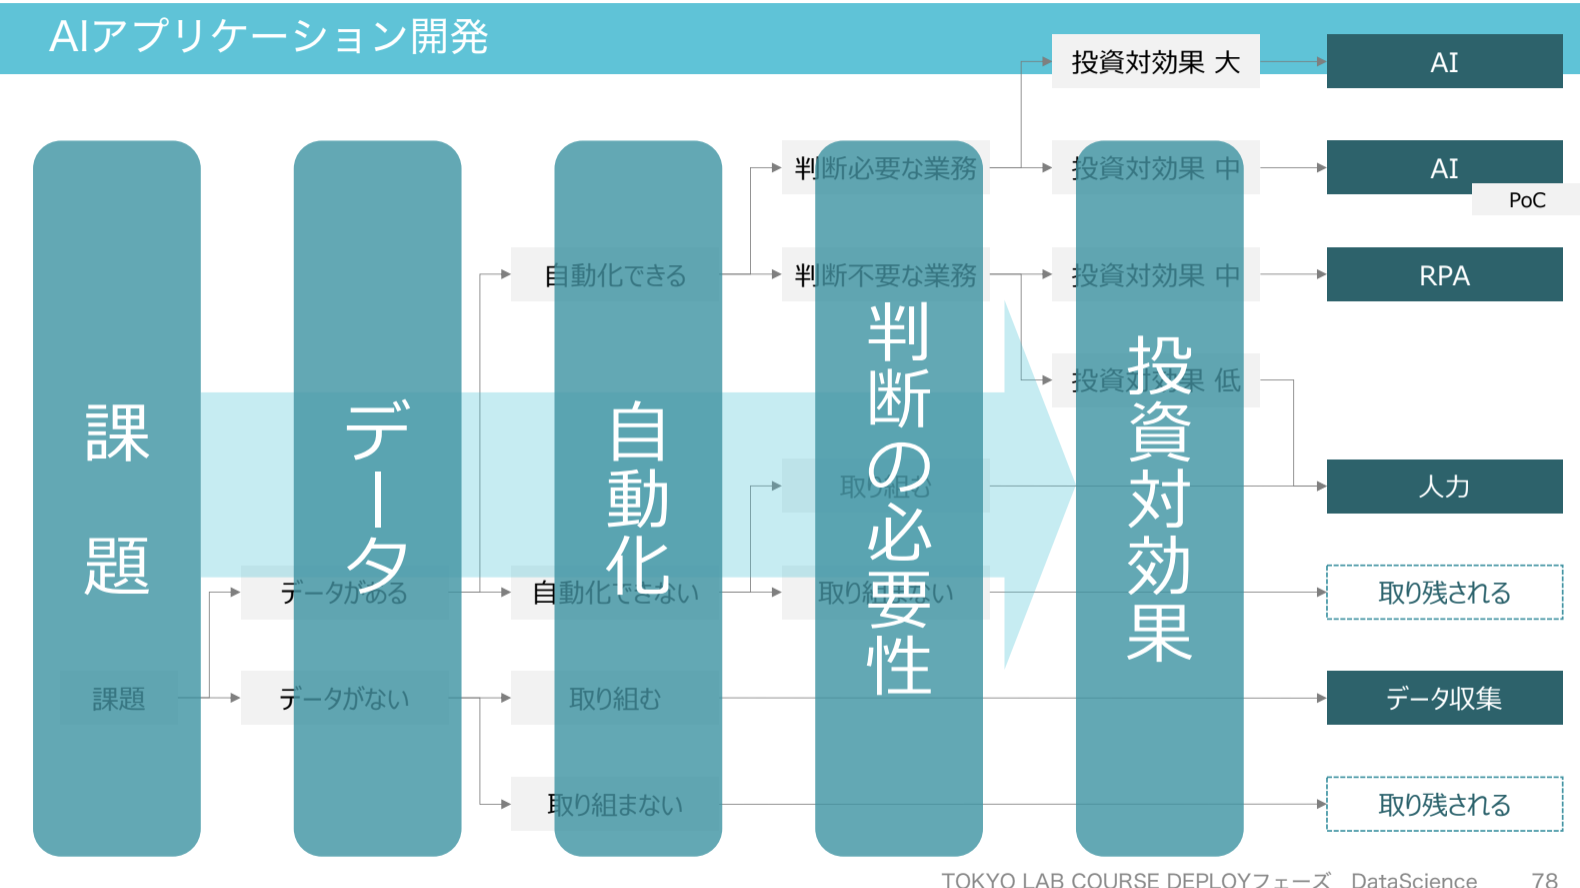 AIアプリケーション開発
投資対効果 大
AI
判断必要な業務
投資対効果 中
AI
PoC
自動化できる
判断不要な業務
投資対効果 中
RPA
投資対効果 低
課題
データ
自動化
判断の必要性
投資対効果
取り組む
人力
データがある
自動化できない
取り組まない
取り残される
課題
データがない
取り組む
データ収集
取り組まない
取り残される
TOKYO LAB COURSE DEPLOYフェーズ DataScience 78